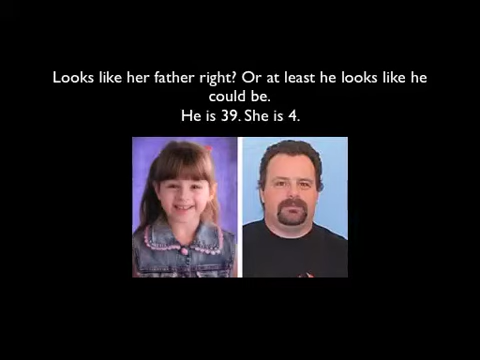 Looks like her father right? Or at least he looks like he
could be.
He is 39. She is 4.